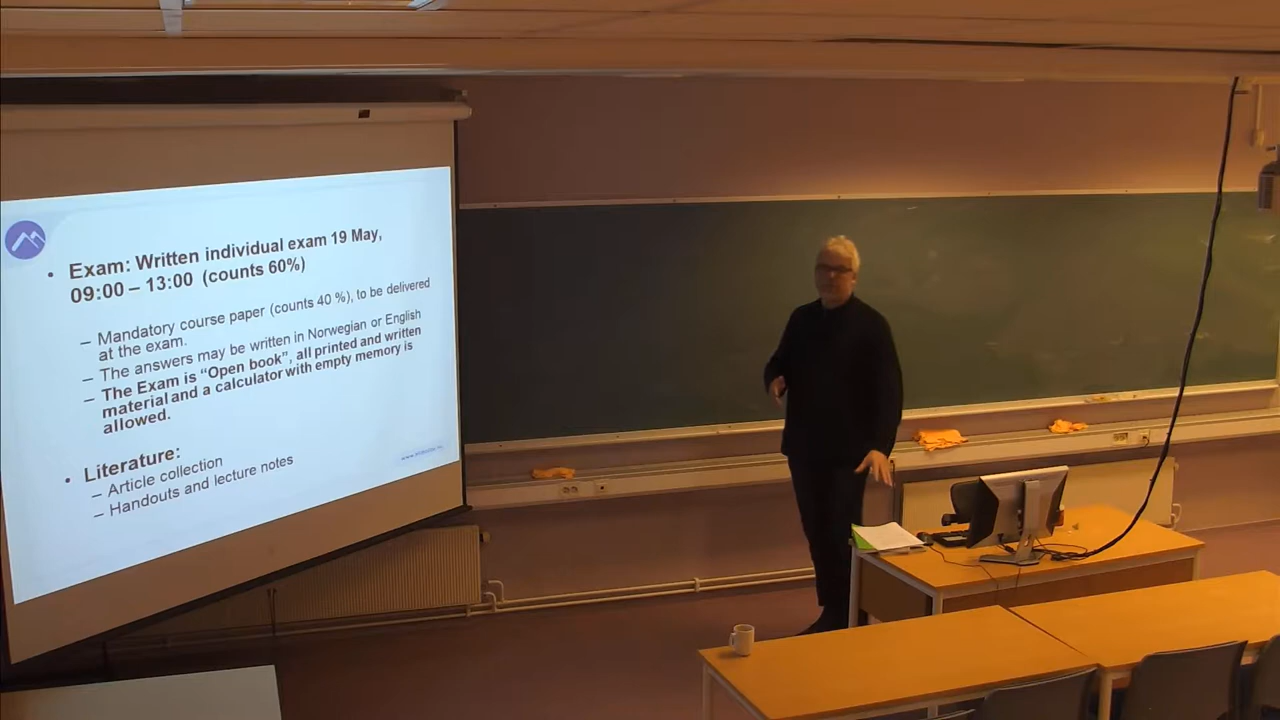 • Exam: Written individual exam 19 May,
09:00 – 13:00 (counts 60%)
– Mandatory course paper (counts 40 %), to be delivered
at the exam.
– The answers may be written in Norwegian or English
– The Exam is “Open book”, all printed and written
material and a calculator with empty memory is
allowed.
• Literature:
– Article collection
– Handouts and lecture notes